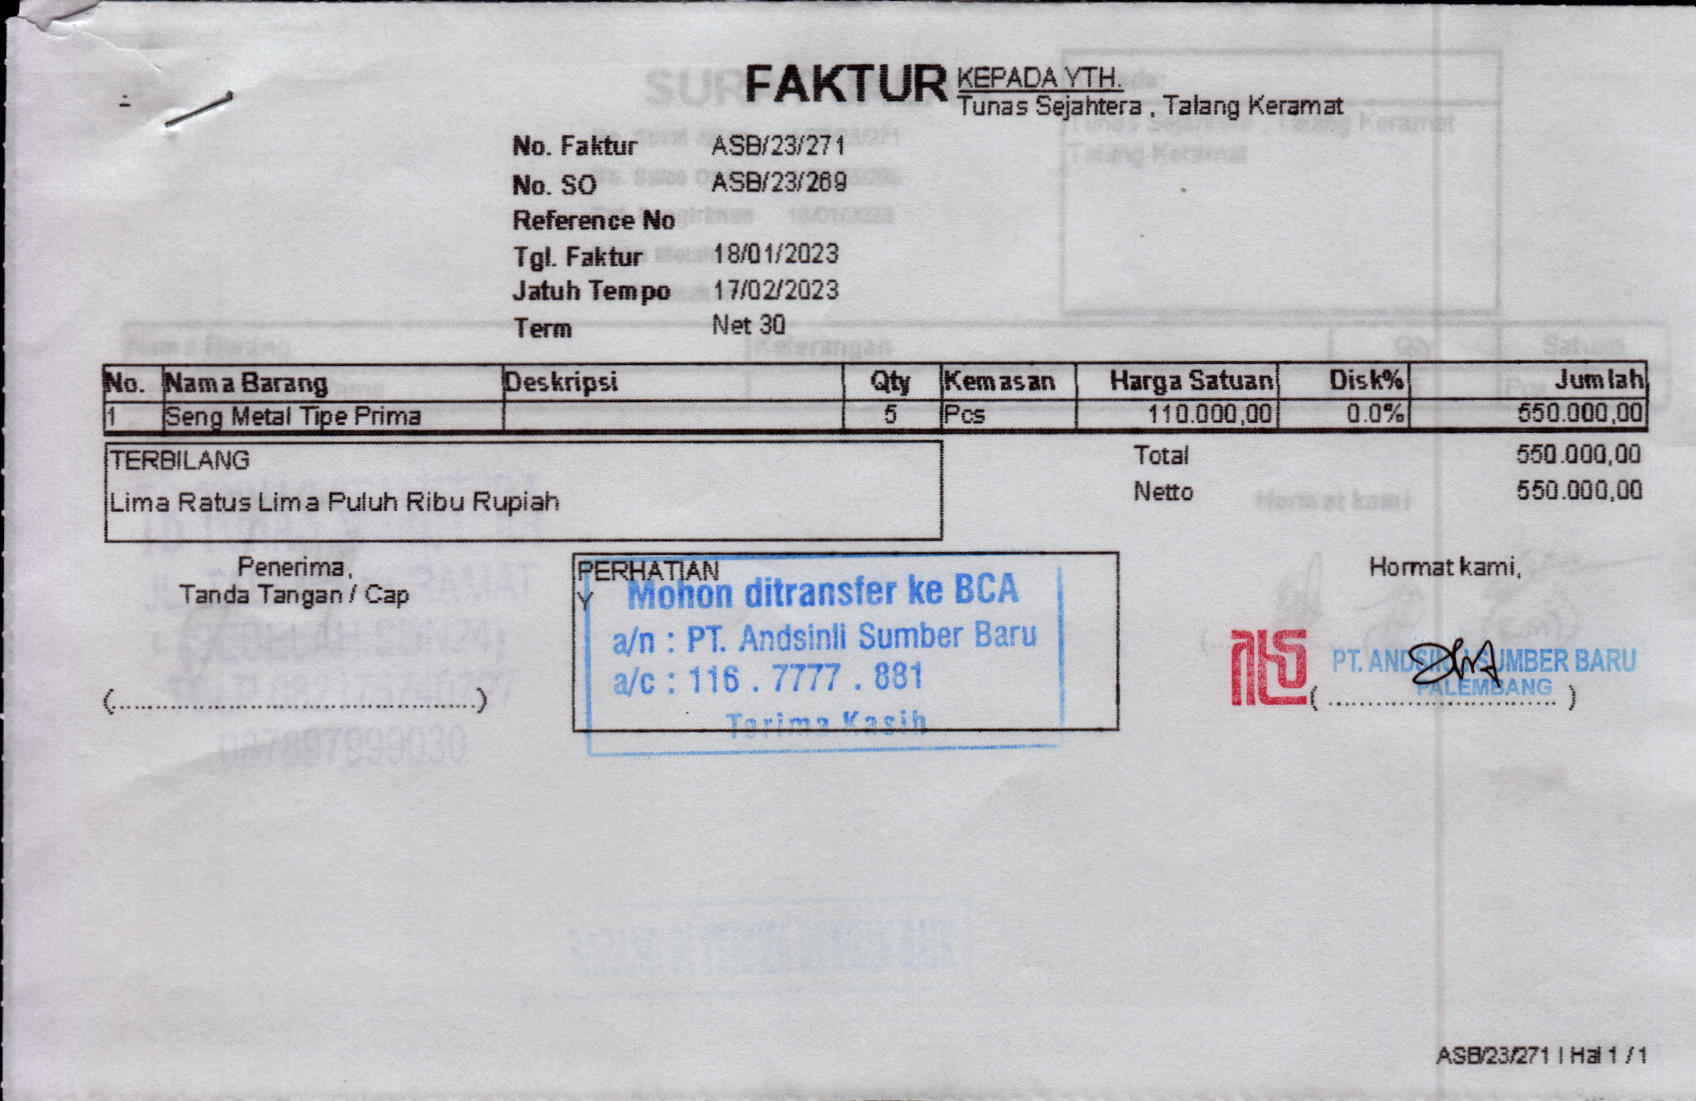 FAKTUR
KEPADA YTH.
Tunas Sejahtera , Talang Keramat
No. Faktur ASB/23/271
No. SO ASB/23/269
Reference No
Tgl. Faktur 18/01/2023
Jatuh Tempo 17/02/2023
Term Net 30
No. Nama Barang Deskripsi Qty Kemasan Harga Satuan Disk% Jumlah
1 Seng Metal Tipe Prima 5 Pcs 110.000,00 0.0% 550.000,00
TERBILANG
Lima Ratus Lima Puluh Ribu Rupiah
Total 550.000,00
Netto 550.000,00
Penerima,
Tanda Tangan / Cap
(..............................................)
PERHATIAN
Y
Mohon ditransfer ke BCA
a/n : PT. Andsinli Sumber Baru
a/c : 116 . 7777 . 881
Terima Kasih
Hormat kami,
PT. ANDSINLI SUMBER BARU
PALEMBANG
(.............................)
087897899030
ASB/23/271 | Hal 1 / 1